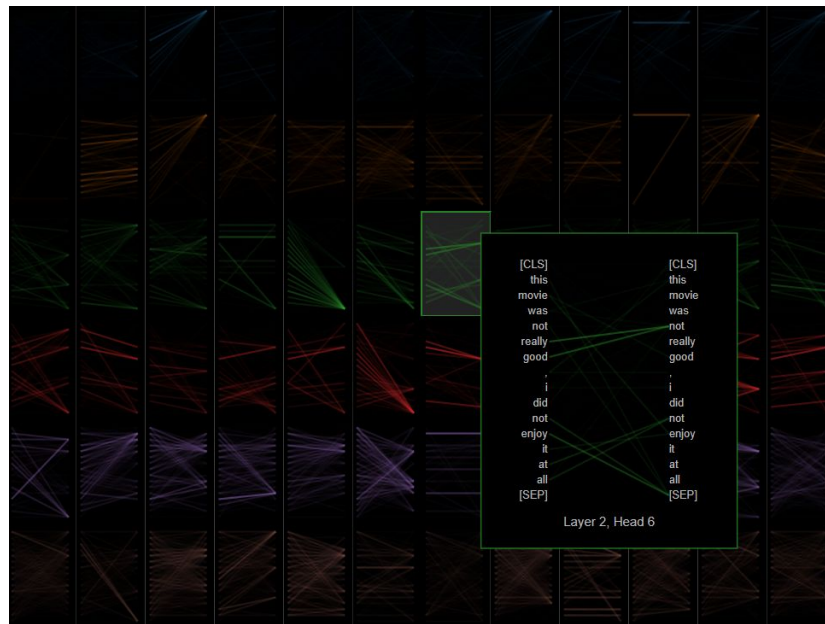 [CLS] [CLS]
this this
movie movie
was was
not not
really really
good good
. .
i i
did did
not not
enjoy enjoy
it it
at at
all all
[SEP] [SEP]
Layer 2, Head 6